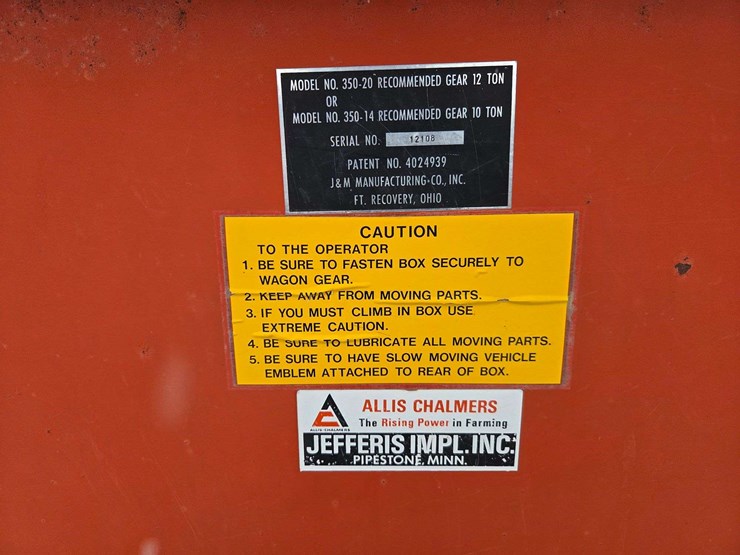 MODEL NO. 350-20 RECOMMENDED GEAR 12 TON
OR
MODEL NO. 350-14 RECOMMENDED GEAR 10 TON
SERIAL NO. 12108
PATENT NO. 4024939
J&M MANUFACTURING-CO., INC.
FT. RECOVERY, OHIO
CAUTION
TO THE OPERATOR
1. BE SURE TO FASTEN BOX SECURELY TO
WAGON GEAR.
2. KEEP AWAY FROM MOVING PARTS.
3. IF YOU MUST CLIMB IN BOX USE
EXTREME CAUTION.
4. BE SURE TO LUBRICATE ALL MOVING PARTS.
5. BE SURE TO HAVE SLOW MOVING VEHICLE
EMBLEM ATTACHED TO REAR OF BOX.
ALLIS CHALMERS
The Rising Power in Farming
ALLIS-CHALMERS
JEFFERIS IMPL. INC.
PIPESTONE, MINN.